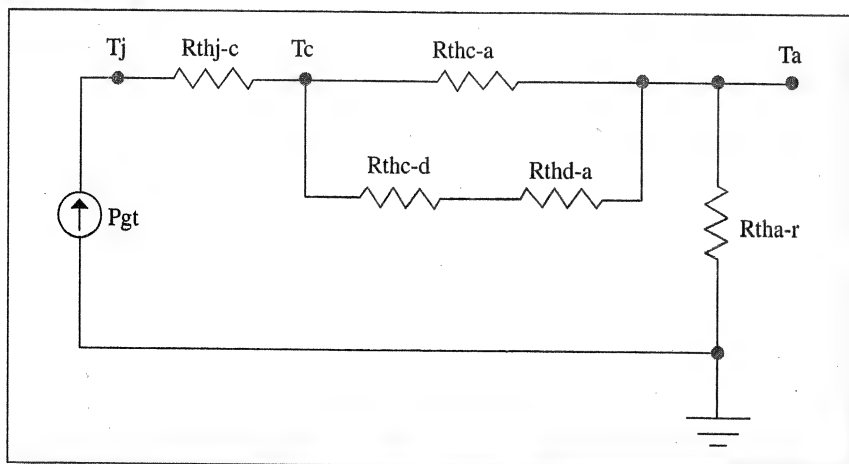 Tj
Rthj-c
Tc
Rthc-a
Ta
Rthc-d
Rthd-a
Pgt
Rtha-r